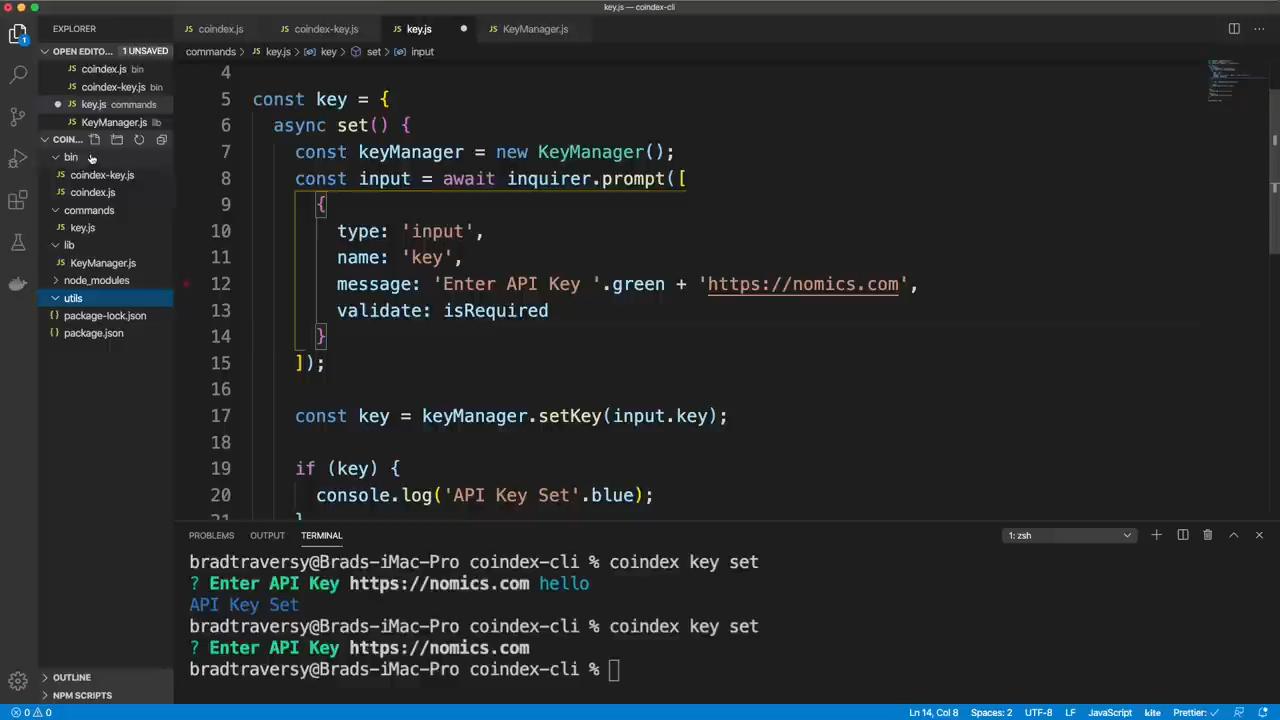 key.js — coindex-cli
EXPLORER
coindex.js
coindex-key.js
key.js
KeyManager.js
commands > key.js > key > set > input
OPEN EDITO... 1 UNSAVED
coindex.js bin
coindex-key.js bin
key.js commands
KeyManager.js lib
COIN...
bin
coindex-key.js
coindex.js
commands
key.js
lib
KeyManager.js
node_modules
utils
package-lock.json
package.json
OUTLINE
NPM SCRIPTS
4
5 const key = {
6 async set() {
7 const keyManager = new KeyManager();
8 const input = await inquirer.prompt([
9 {
10 type: 'input',
11 name: 'key',
12 message: 'Enter API Key '.green + 'https://nomics.com',
13 validate: isRequired
14 }
15 ]);
16
17 const key = keyManager.setKey(input.key);
18
19 if (key) {
20 console.log('API Key Set'.blue);
21 }
PROBLEMS OUTPUT TERMINAL 1: zsh
bradtraversy@Brads-iMac-Pro coindex-cli % coindex key set
? Enter API Key https://nomics.com hello
API Key Set
bradtraversy@Brads-iMac-Pro coindex-cli % coindex key set
? Enter API Key https://nomics.com
bradtraversy@Brads-iMac-Pro coindex-cli %
0 0 Ln 14, Col 8 Spaces: 2 UTF-8 LF JavaScript kite Prettier: ✓